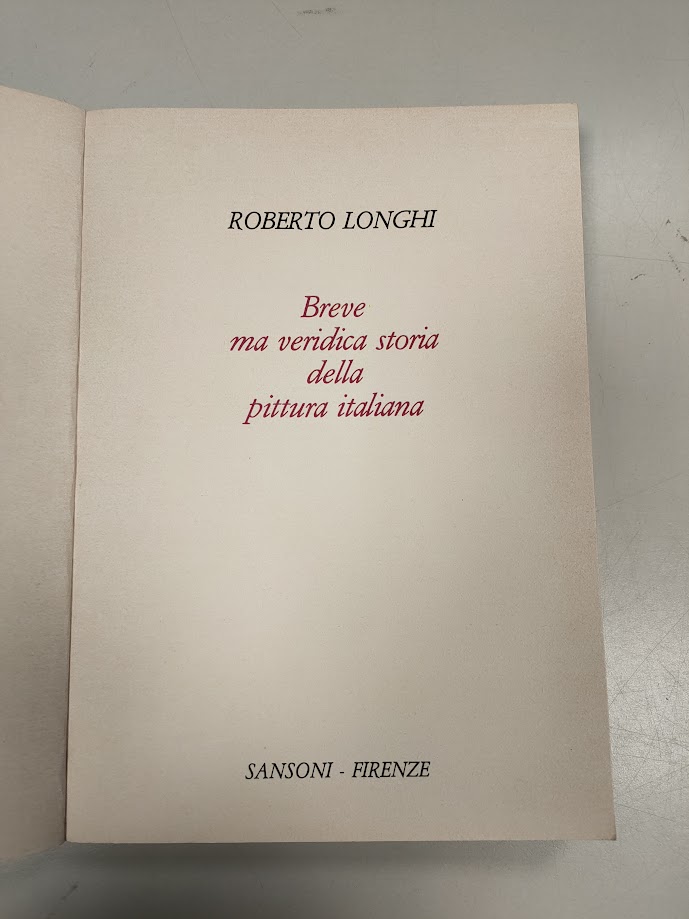 ROBERTO LONGHI
Breve
ma veridica storia
della
pittura italiana
SANSONI - FIRENZE